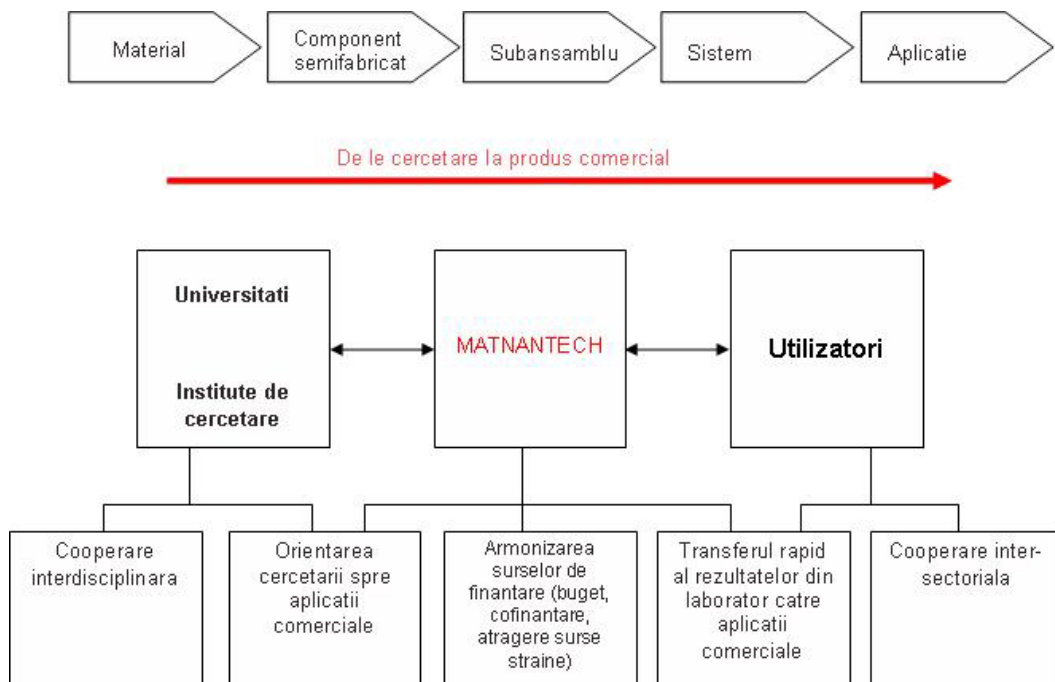 Material
Component
semifabricat
Subansamblu
Sistem
Aplicatie
De le cercetare la produs comercial
Universitati
Institute de
cercetare
MATNANTECH
Utilizatori
Cooperare
interdisciplinara
Orientarea
cercetarii spre
aplicatii
comerciale
Armonizarea
surselor de
finantare (buget,
cofinantare,
atragere surse
straine)
Transferul rapid
al rezultatelor din
laborator catre
aplicatii
comerciale
Cooperare inter-
sectoriala